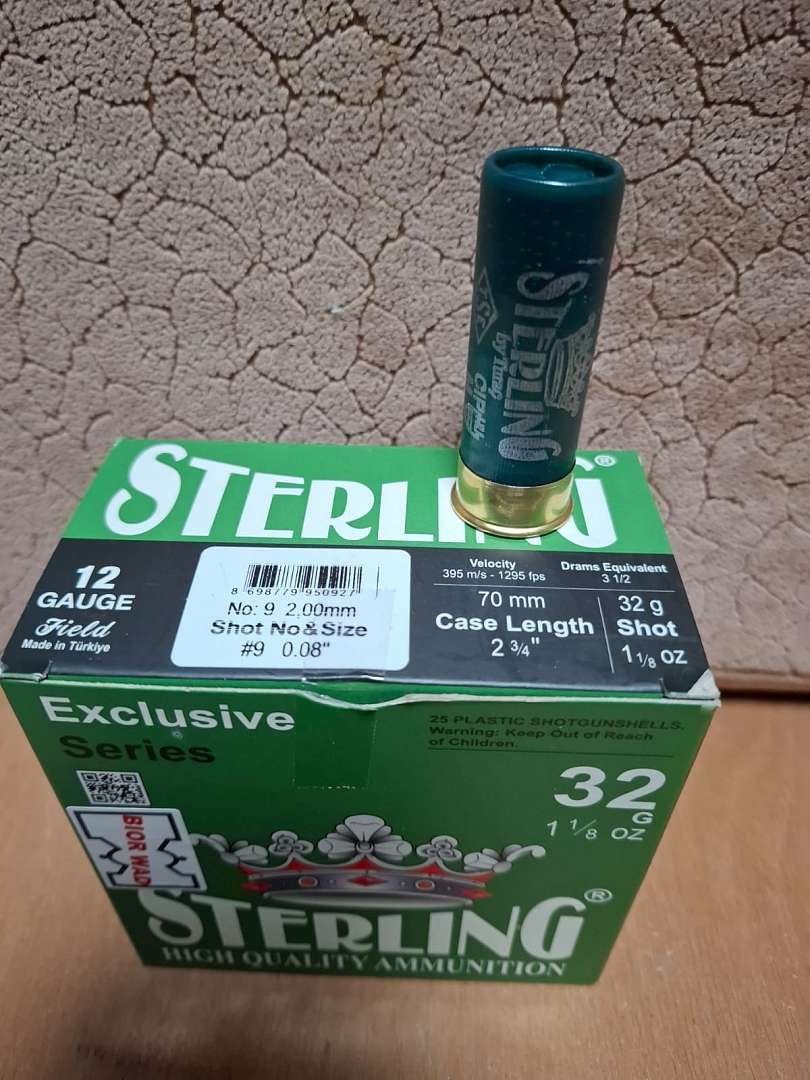 STERLING
by Turaç
CIP
STERLING®
12
GAUGE
Field
Made in Türkiye
8 698779 950927
No: 9 2,00mm
Shot No&Size
#9 0.08"
Velocity
395 m/s - 1295 fps
Drams Equivalent
3 1/2
70 mm
Case Length
2 3/4"
32 g
Shot
1 1/8 oz
Exclusive
Series
25 PLASTIC SHOTGUNSHELLS.
Warning: Keep Out of Reach
of Children.
32
G
1 1/8 OZ
BIOR WAD
STERLING®
HIGH QUALITY AMMUNITION